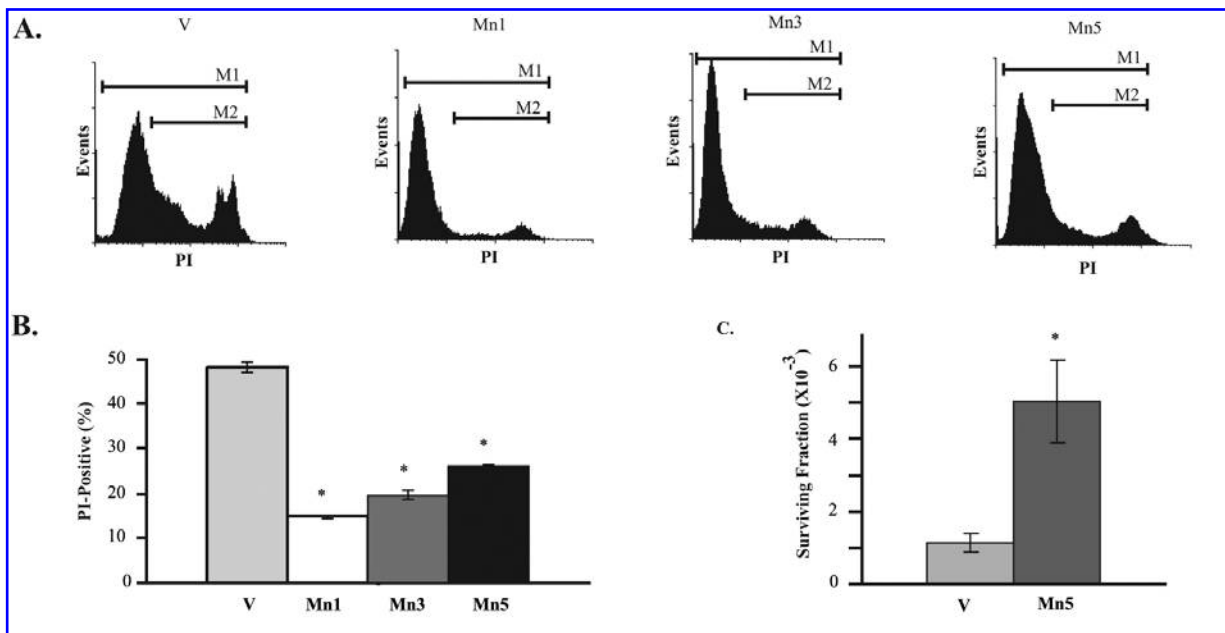 A.
V
Mn1
Mn3
Mn5
M1
M2
Events
PI
M1
M2
Events
PI
M1
M2
Events
PI
M1
M2
Events
PI
B.
PI-Positive (%)
50
40
30
20
10
0
*
*
*
V Mn1 Mn3 Mn5
C.
Surviving Fraction (X10-3)
6
4
2
0
*
V Mn5